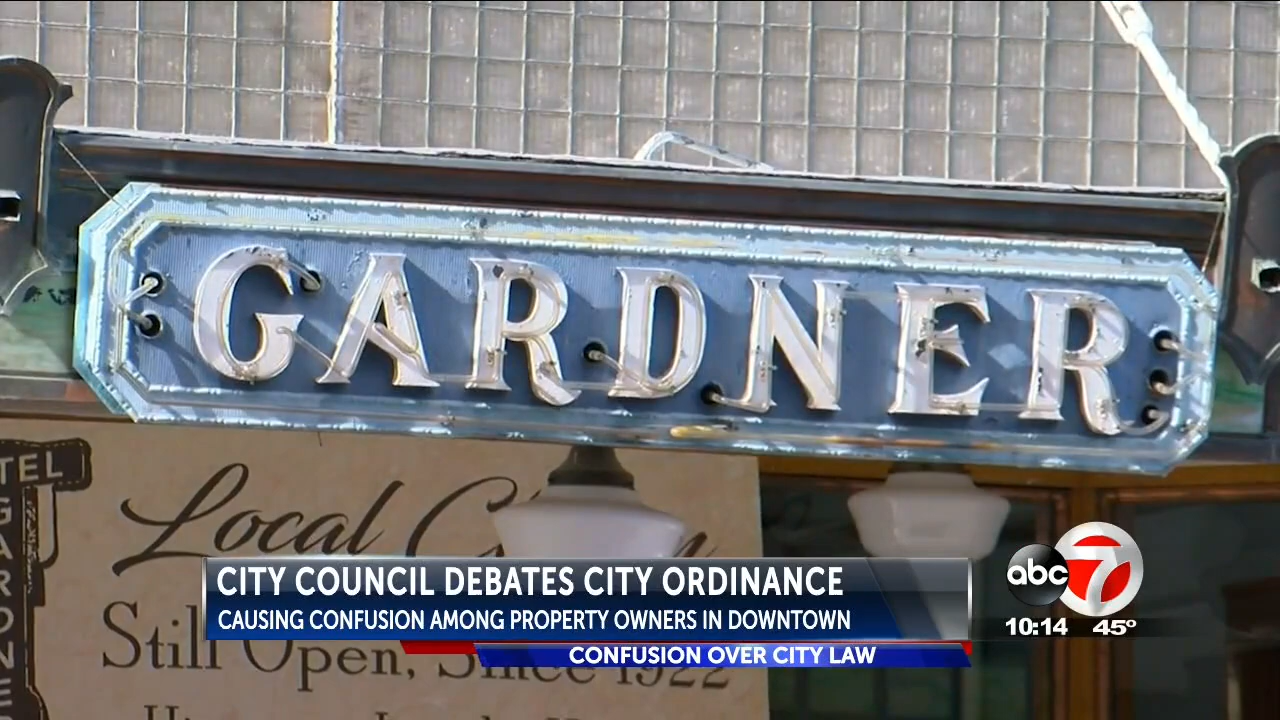 GARDNER
TEL
GARDNE
Local
Still Open, Since 1922
CITY COUNCIL DEBATES CITY ORDINANCE
CAUSING CONFUSION AMONG PROPERTY OWNERS IN DOWNTOWN
CONFUSION OVER CITY LAW
abc 7
10:14 45°